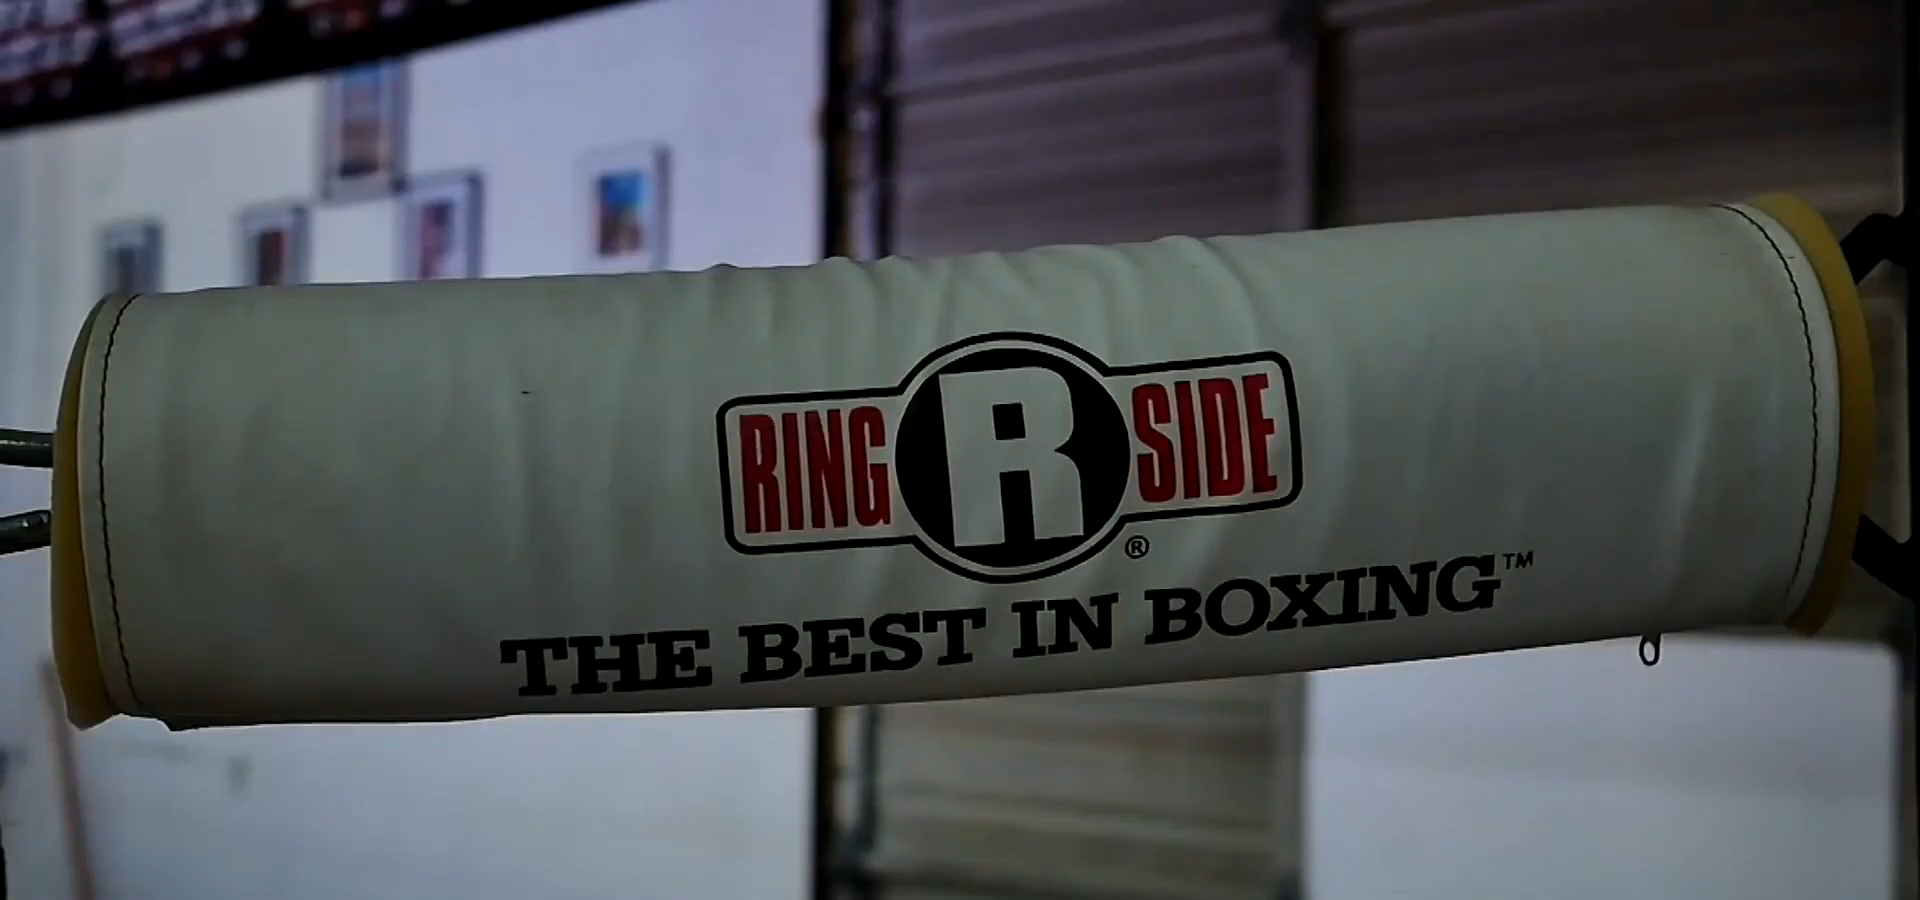 RING R SIDE ®
THE BEST IN BOXING™